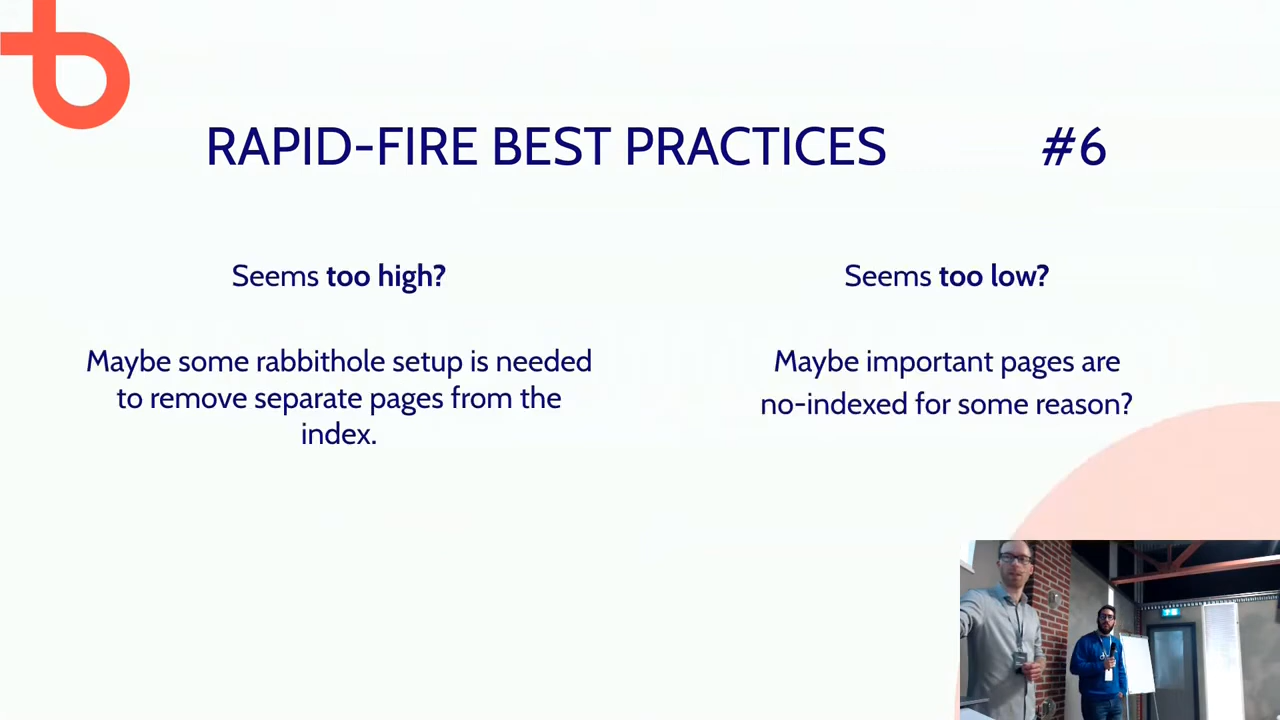 RAPID-FIRE BEST PRACTICES #6
Seems too high?
Maybe some rabbithole setup is needed
to remove separate pages from the
index.
Seems too low?
Maybe important pages are
no-indexed for some reason?